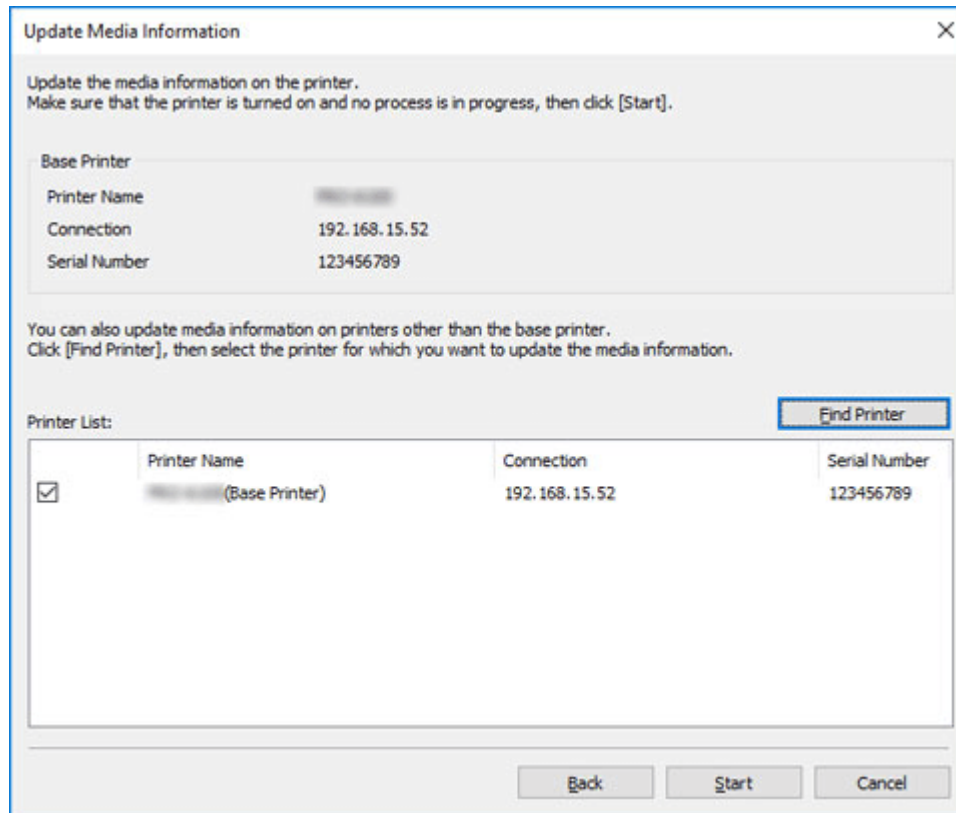 Update Media Information
Update the media information on the printer.
Make sure that the printer is turned on and no process is in progress, then click [Start].
Base Printer
Printer Name
Connection 192.168.15.52
Serial Number 123456789
You can also update media information on printers other than the base printer.
Click [Find Printer], then select the printer for which you want to update the media information.
Find Printer
Printer List:
Printer Name Connection Serial Number
(Base Printer) 192.168.15.52 123456789
Back Start Cancel